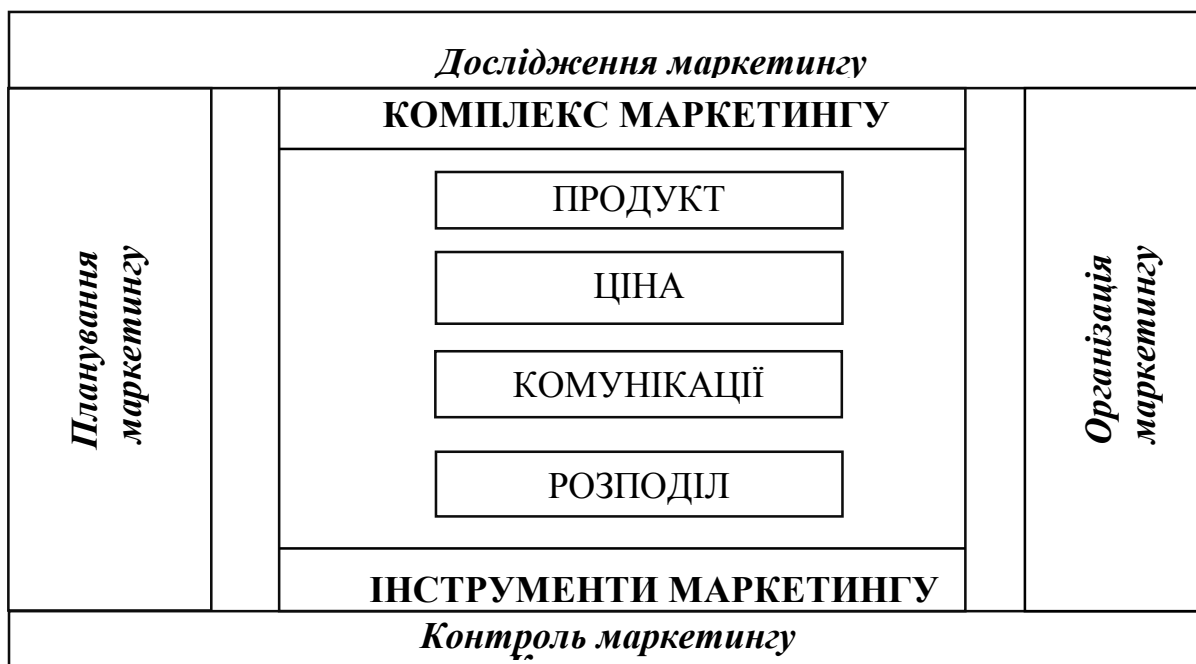 Дослідження маркетингу
КОМПЛЕКС МАРКЕТИНГУ
Планування
маркетингу
ПРОДУКТ
ЦІНА
КОМУНІКАЦІЇ
РОЗПОДІЛ
Організація
маркетингу
ІНСТРУМЕНТИ МАРКЕТИНГУ
Контроль маркетингу